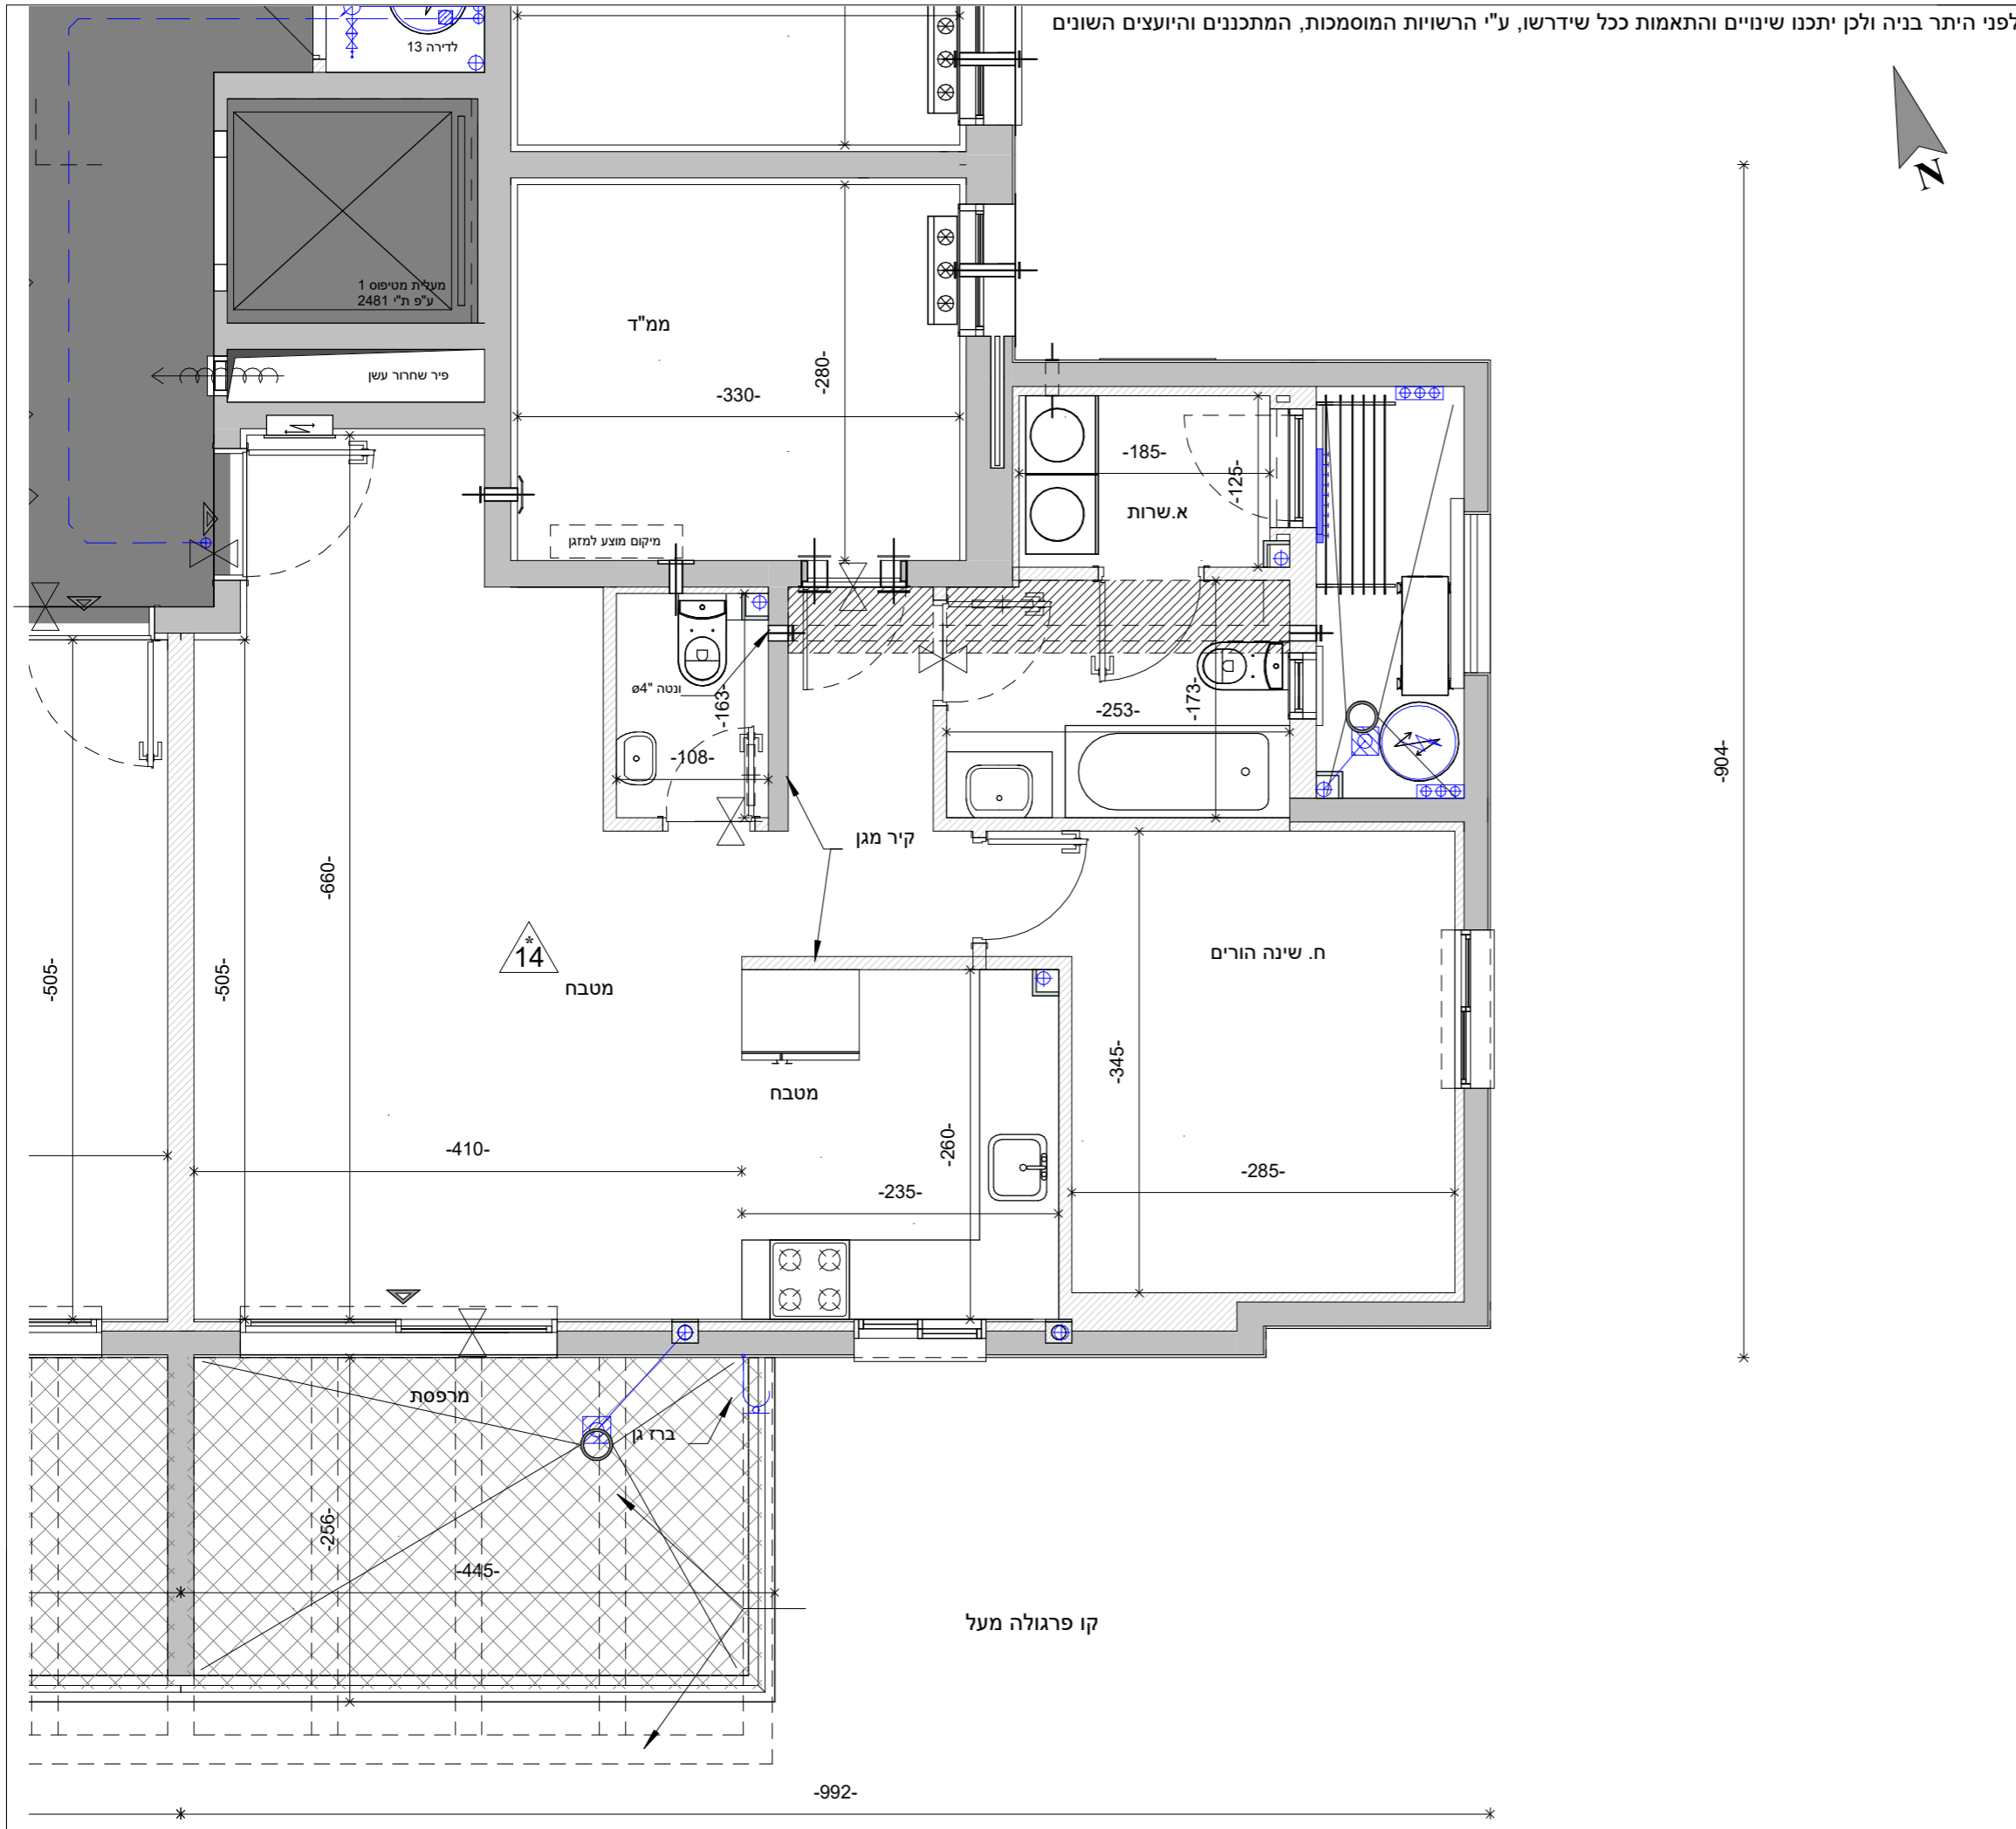 לפני היתר בניה ולכן יתכנו שינויים והתאמות ככל שידרשו, ע"י הרשויות המוסמכות, המתכננים והיועצים השונים
לדירה 13
N
מעלית מטיפוס 1
ע"פ ת"י 2481
ממ"ד
-280-
-330-
פיר שחרור עשן
-185-
-125-
א.שרות
מיקום מוצע למזגן
ונטה "4ø
-163-
-108-
-253-
-173-
-904-
קיר מגן
-660-
*
14
מטבח
-505-
-505-
ח. שינה הורים
מטבח
-345-
-410-
-260-
-235-
-285-
מרפסת
ברז גן
-256-
-445-
קו פרגולה מעל
-992-